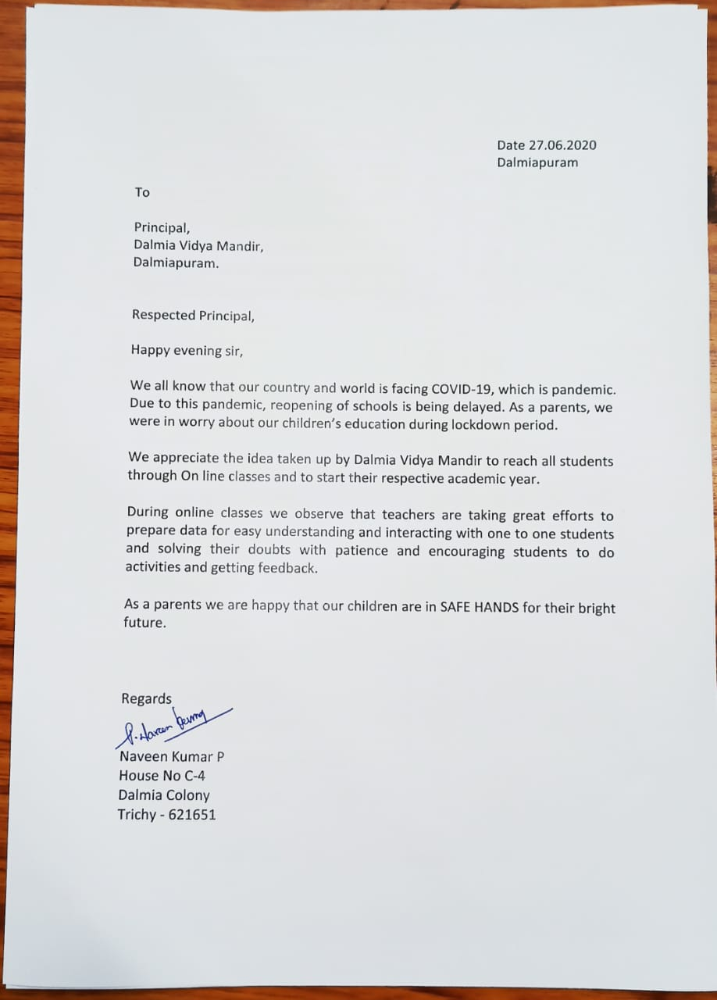 Date 27.06.2020
Dalmiapuram
To
Principal,
Dalmia Vidya Mandir,
Dalmiapuram.
Respected Principal,
Happy evening sir,
We all know that our country and world is facing COVID-19, which is pandemic.
Due to this pandemic, reopening of schools is being delayed. As a parents, we
were in worry about our children’s education during lockdown period.
We appreciate the idea taken up by Dalmia Vidya Mandir to reach all students
through On line classes and to start their respective academic year.
During online classes we observe that teachers are taking great efforts to
prepare data for easy understanding and interacting with one to one students
and solving their doubts with patience and encouraging students to do
activities and getting feedback.
As a parents we are happy that our children are in SAFE HANDS for their bright
future.
Regards
P. Naveen Kumar
Naveen Kumar P
House No C-4
Dalmia Colony
Trichy - 621651